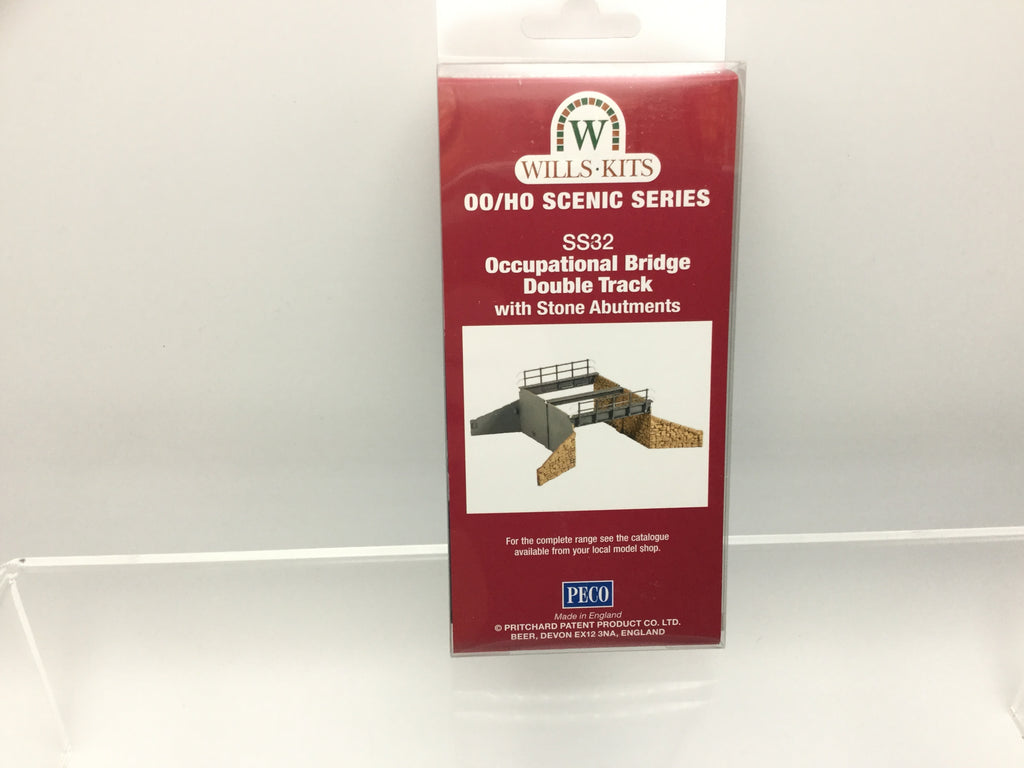 W
WILLS·KITS
OO/HO SCENIC SERIES
SS32
Occupational Bridge
Double Track
with Stone Abutments
For the complete range see the catalogue
available from your local model shop.
PECO
Made in England
© PRITCHARD PATENT PRODUCT CO. LTD.
BEER, DEVON EX12 3NA, ENGLAND